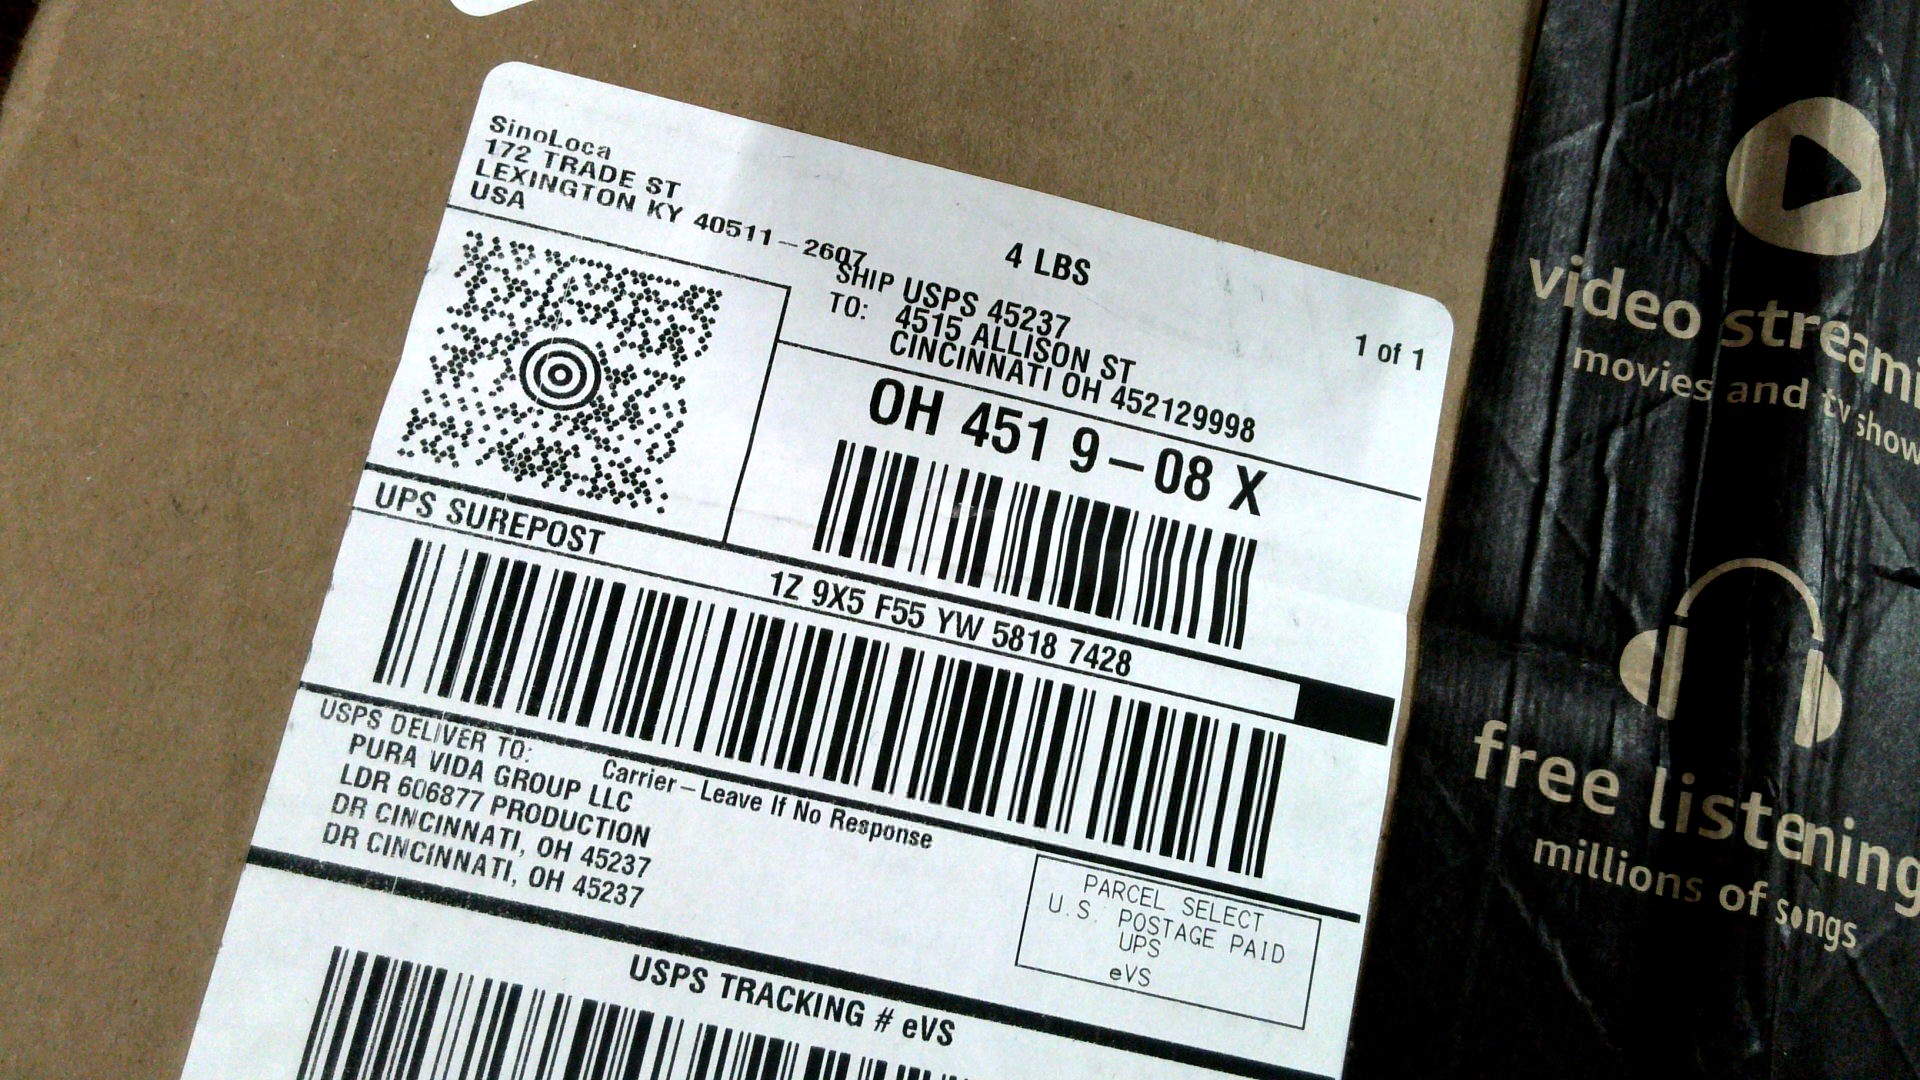 SinoLoca
172 TRADE ST
LEXINGTON KY 40511-2607
USA
4 LBS
1 of 1
SHIP USPS 45237
TO: 4515 ALLISON ST
CINCINNATI OH 452129998
OH 451 9-08 X
UPS SUREPOST
1Z 9X5 F55 YW 5818 7428
USPS DELIVER TO:
Carrier-Leave If No Response
PURA VIDA GROUP LLC
LDR 606877 PRODUCTION
DR CINCINNATI, OH 45237
DR CINCINNATI, OH 45237
PARCEL SELECT
U.S. POSTAGE PAID
UPS
eVS
USPS TRACKING # eVS
video streami
movies and tv show
free listening
millions of songs